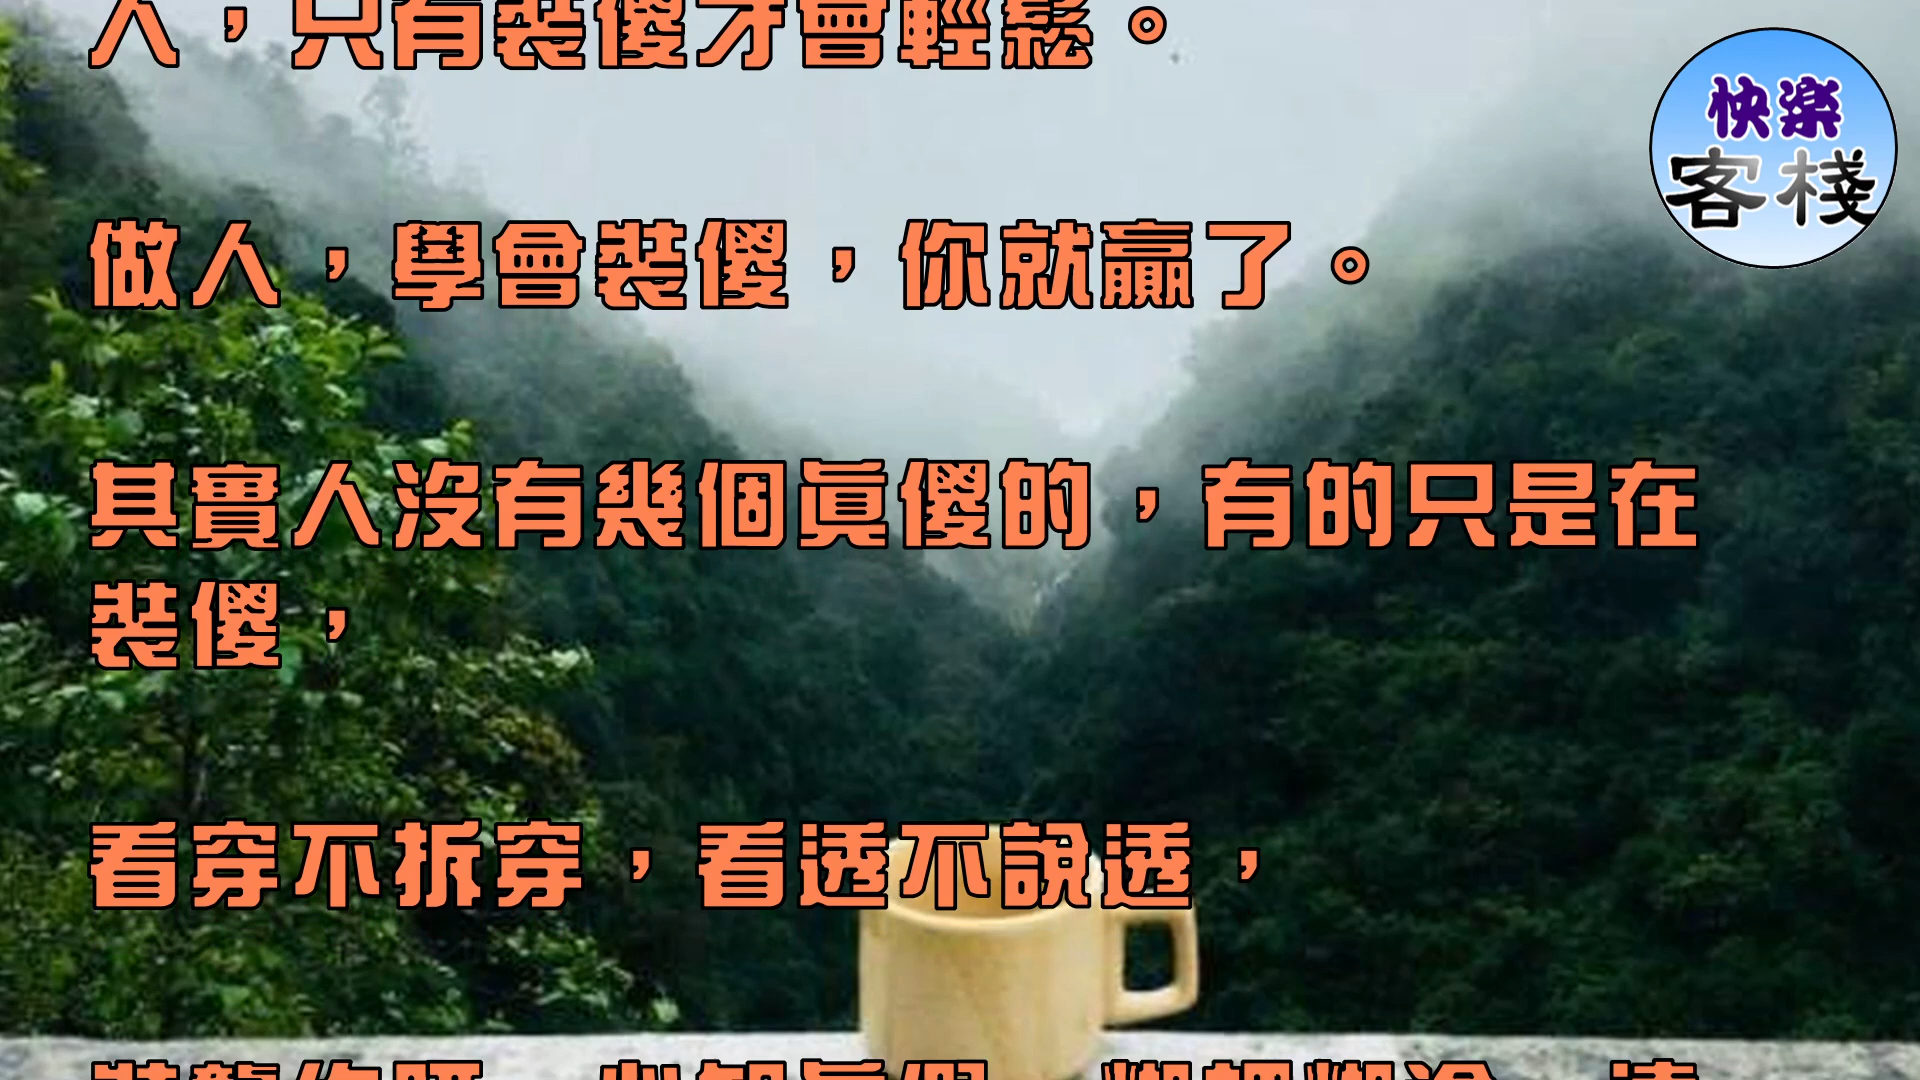 人，只有裝傻才會輕鬆。
快樂
客棧
做人，學會裝傻，你就贏了。
其實人沒有幾個真傻的，有的只是在
裝傻，
看穿不拆穿，看透不說透，